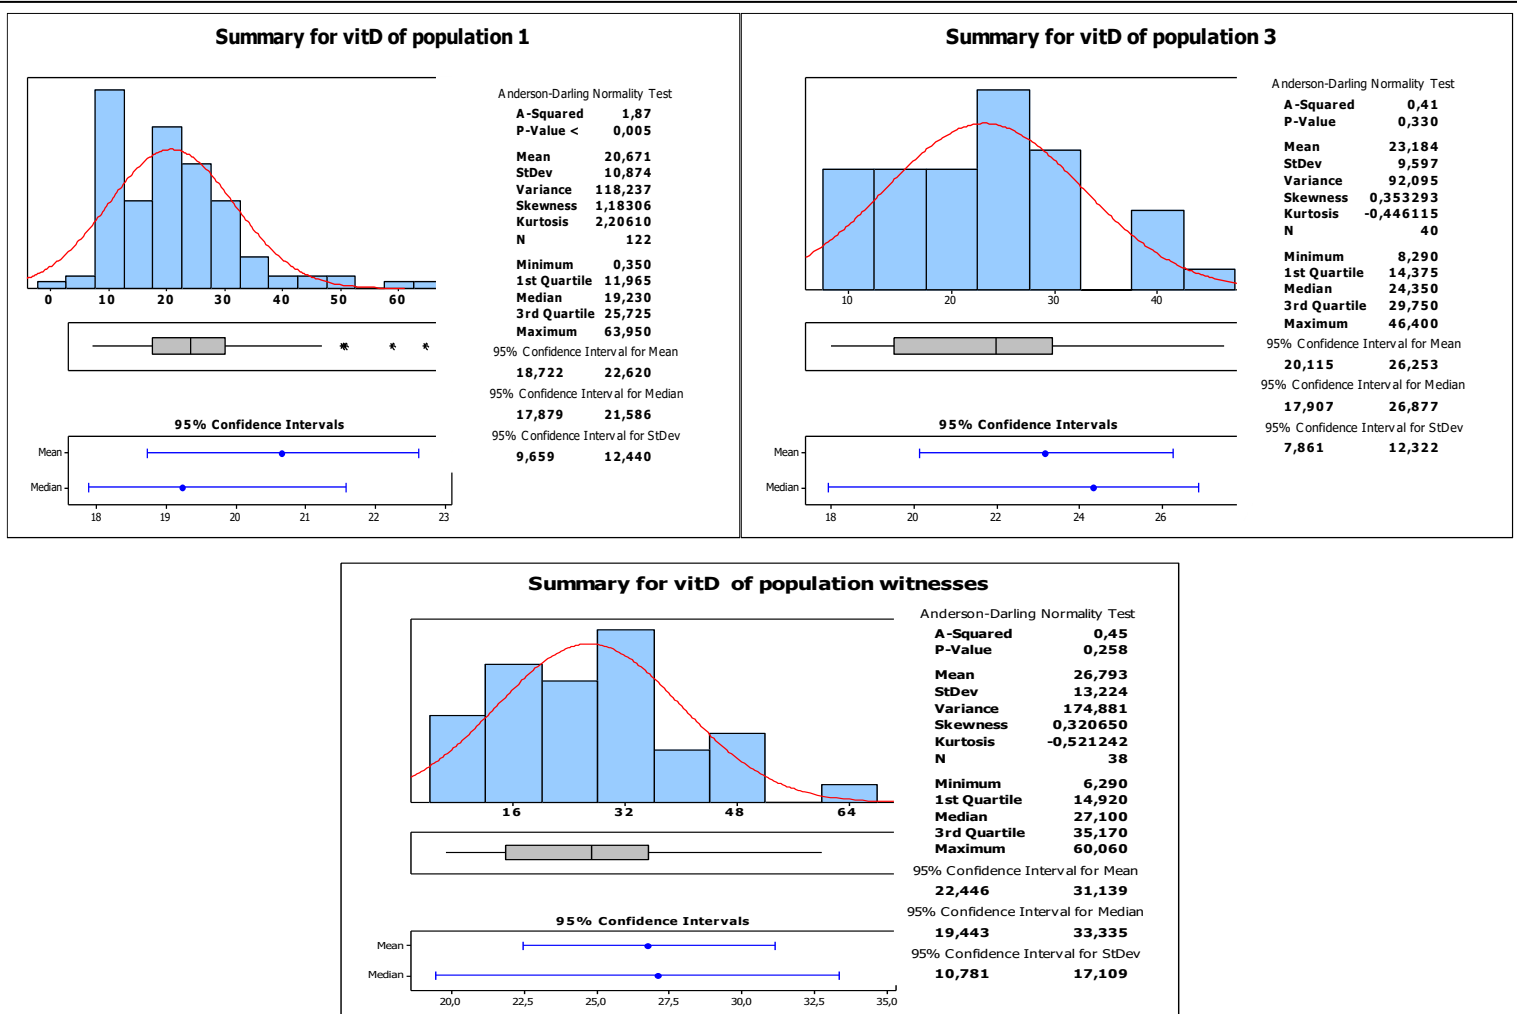 Summary for vitD of population 1
Anderson-Darling Normality Test
A-Squared 1,87
P-Value < 0,005
Mean 20,671
StDev 10,874
Variance 118,237
Skewness 1,18306
Kurtosis 2,20610
N 122
Minimum 0,350
1st Quartile 11,965
Median 19,230
3rd Quartile 25,725
Maximum 63,950
95% Confidence Interval for Mean
18,722 22,620
95% Confidence Interval for Median
17,879 21,586
95% Confidence Interval for StDev
9,659 12,440
0 10 20 30 40 50 60
95% Confidence Intervals
Mean
Median
18 19 20 21 22 23
Summary for vitD of population 3
Anderson-Darling Normality Test
A-Squared 0,41
P-Value 0,330
Mean 23,184
StDev 9,597
Variance 92,095
Skewness 0,353293
Kurtosis -0,446115
N 40
Minimum 8,290
1st Quartile 14,375
Median 24,350
3rd Quartile 29,750
Maximum 46,400
95% Confidence Interval for Mean
20,115 26,253
95% Confidence Interval for Median
17,907 26,877
95% Confidence Interval for StDev
7,861 12,322
10 20 30 40
95% Confidence Intervals
Mean
Median
18 20 22 24 26
Summary for vitD of population witnesses
Anderson-Darling Normality Test
A-Squared 0,45
P-Value 0,258
Mean 26,793
StDev 13,224
Variance 174,881
Skewness 0,320650
Kurtosis -0,521242
N 38
Minimum 6,290
1st Quartile 14,920
Median 27,100
3rd Quartile 35,170
Maximum 60,060
95% Confidence Interval for Mean
22,446 31,139
95% Confidence Interval for Median
19,443 33,335
95% Confidence Interval for StDev
10,781 17,109
16 32 48 64
95% Confidence Intervals
Mean
Median
20,0 22,5 25,0 27,5 30,0 32,5 35,0